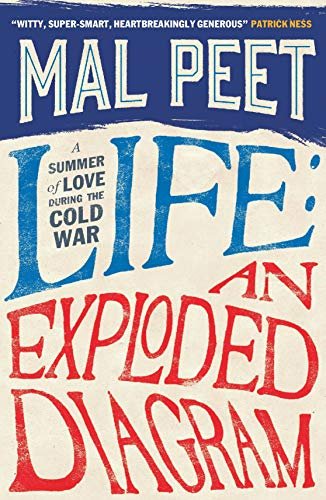 "WITTY, SUPER-SMART, HEARTBREAKINGLY GENEROUS" PATRICK NESS
MAL PEET
A
SUMMER
of LOVE
DURING THE
COLD
WAR
LIFE:
AN
EXPLODED
DIAGRAM